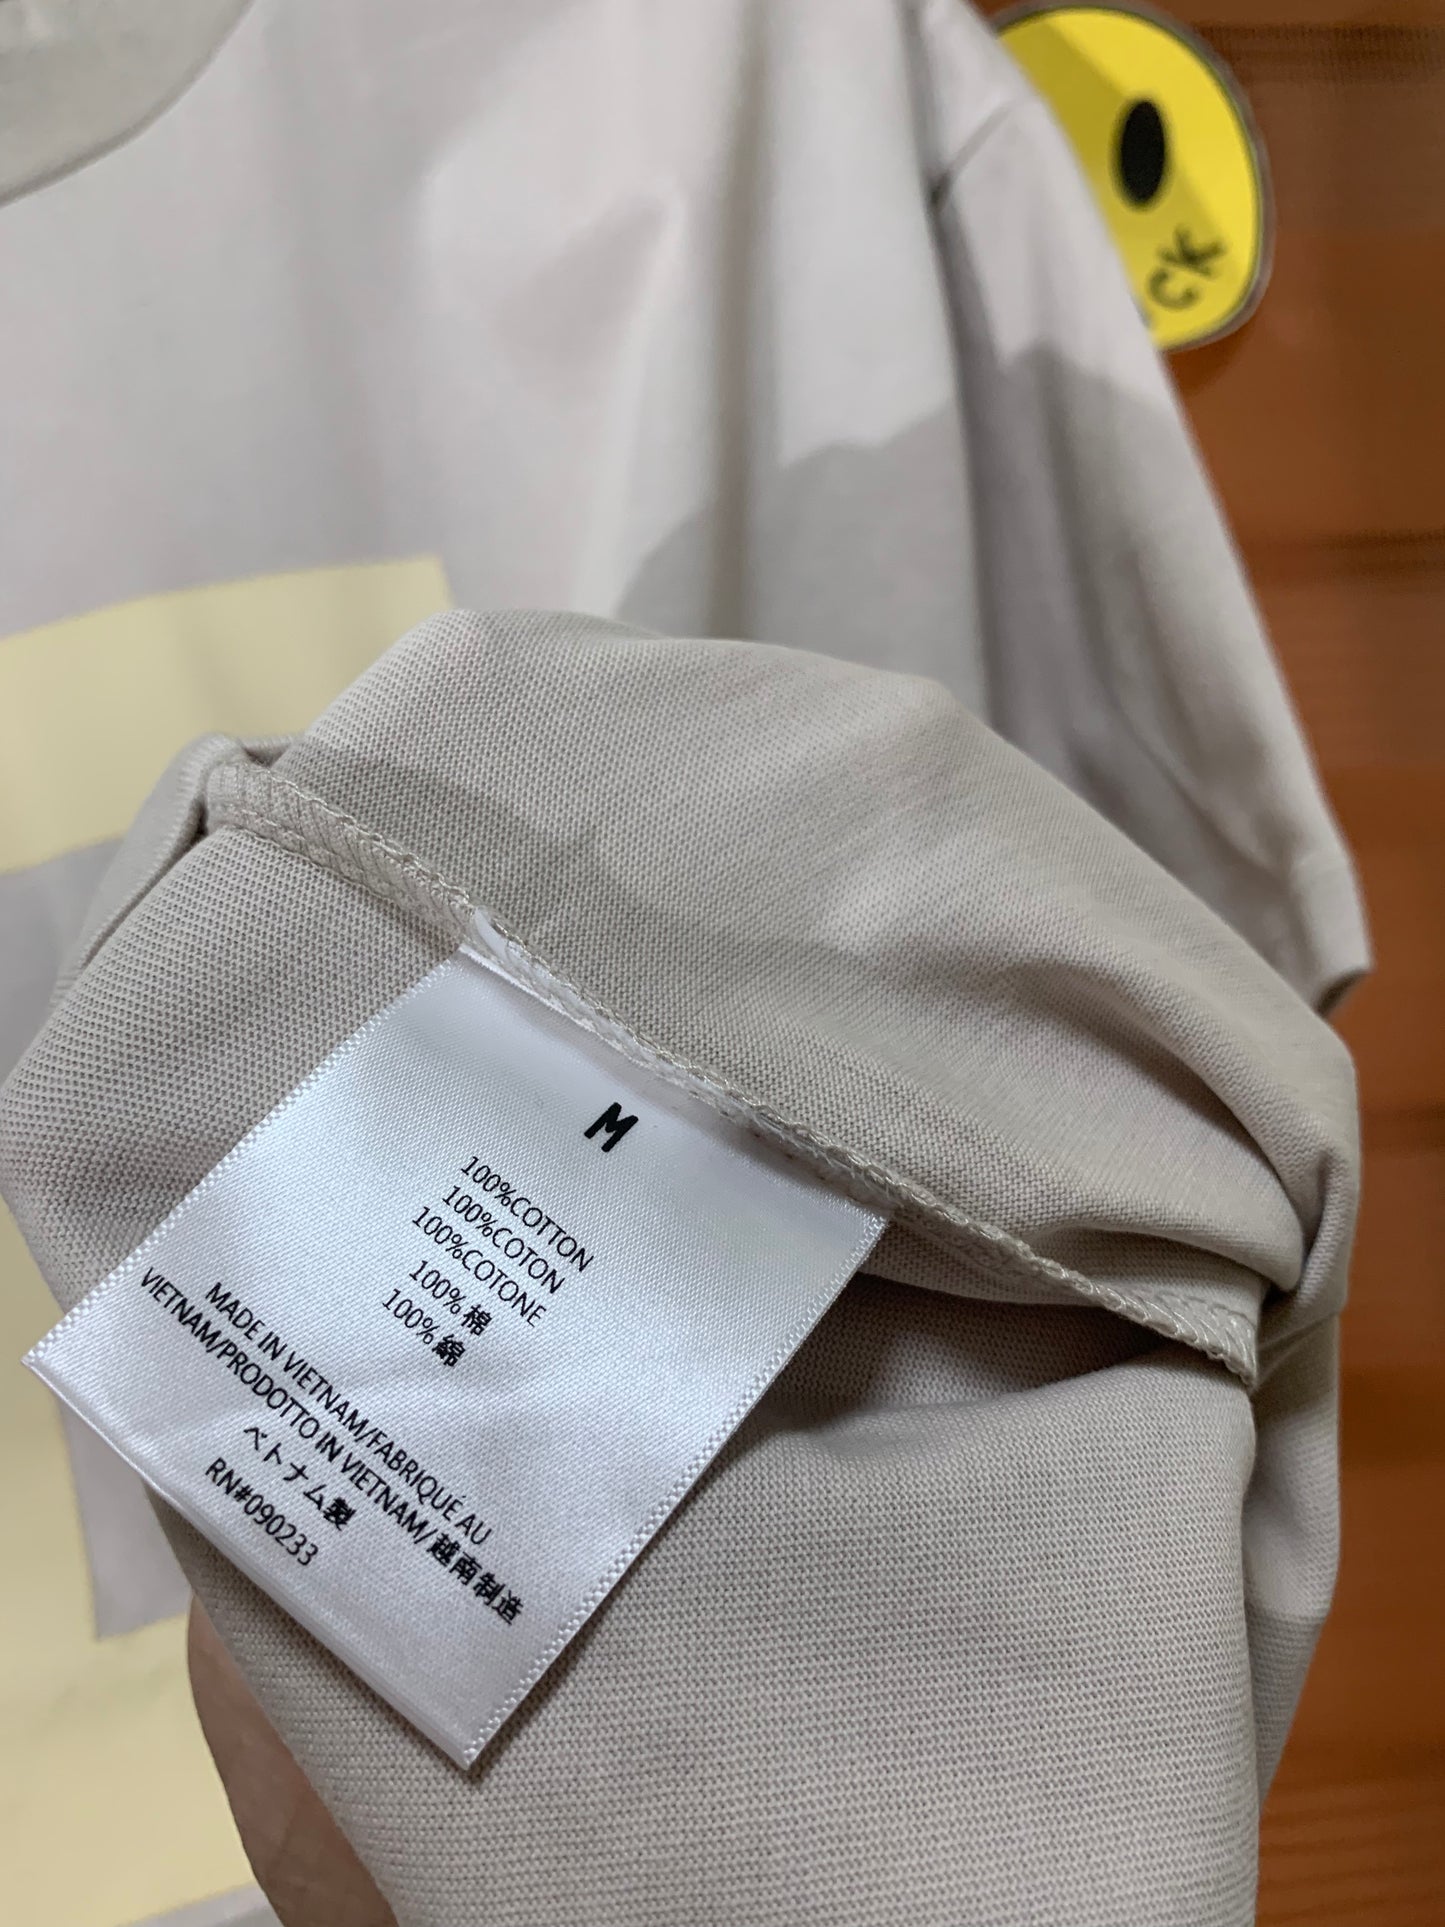 CK
M
100%COTTON
100%COTON
100%COTONE
100%棉
100%綿
MADE IN VIETNAM/FABRIQUÉ AU
VIETNAM/PRODOTTO IN VIETNAM/越南制造
ベトナム製
RN#090233